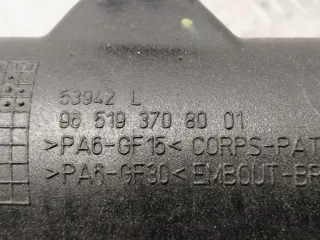 53942 L
96 519 370 80 01
>PA6-GF15< CORPS-PAT
>PA6-GF30< EMBOUT-BR